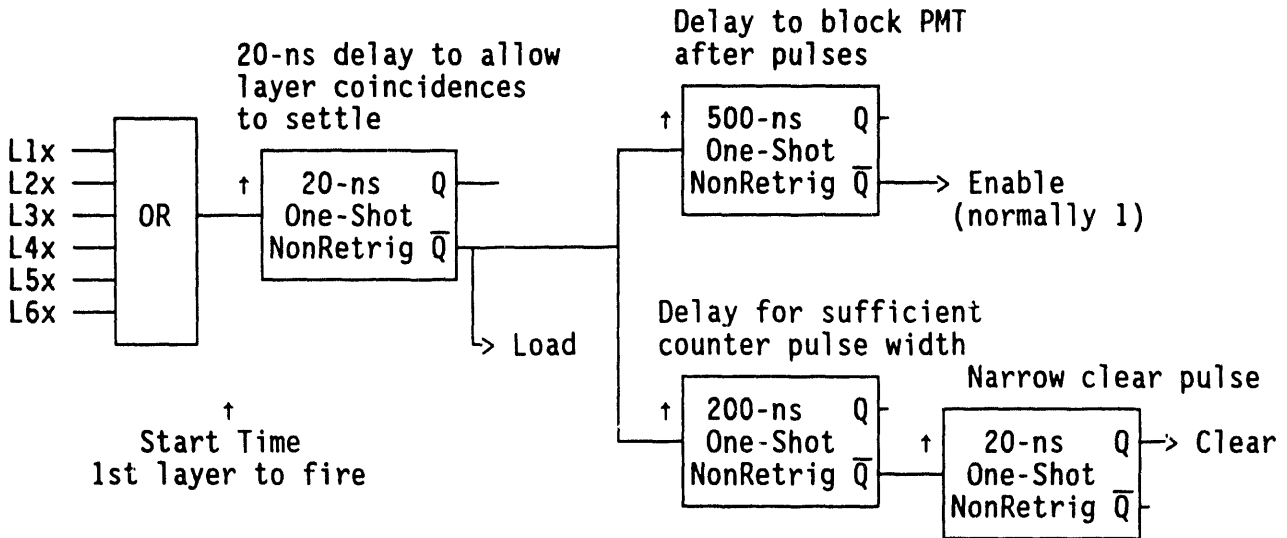 20-ns delay to allow
layer coincidences
to settle
Delay to block PMT
after pulses
L1x
L2x
L3x
L4x
L5x
L6x
OR
↑
20-ns Q
One-Shot
NonRetrig Q̅
Load
↑
500-ns Q
One-Shot
NonRetrig Q̅
Enable
(normally 1)
↑
Start Time
1st layer to fire
Delay for sufficient
counter pulse width
↑
200-ns Q
One-Shot
NonRetrig Q̅
Narrow clear pulse
↑
20-ns Q
One-Shot
NonRetrig Q̅
Clear